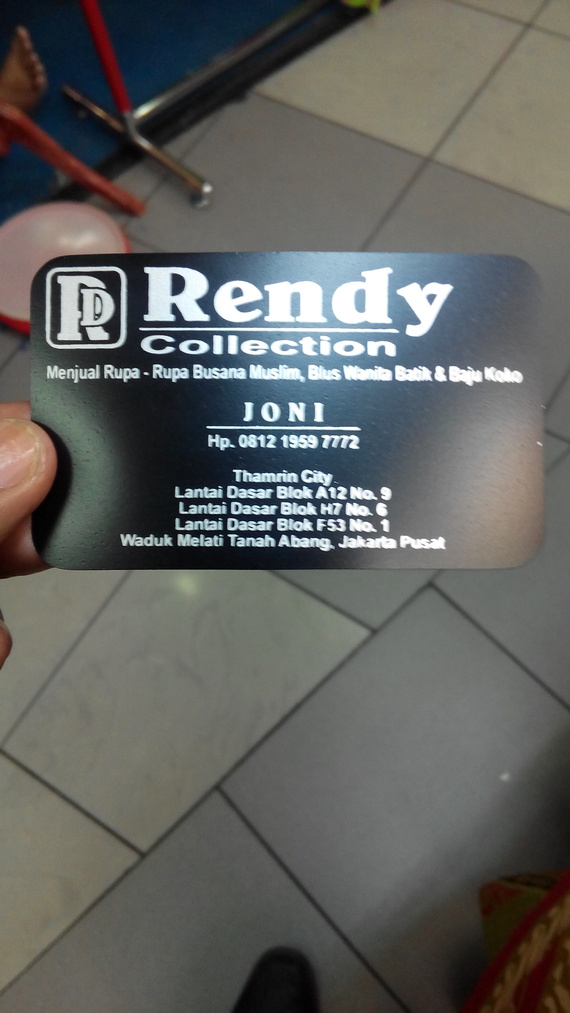 RD Rendy
Collection
Menjual Rupa - Rupa Busana Muslim, Blus Wanita Batik & Baju Koko
JONI
Hp. 0812 1959 7772
Thamrin City
Lantai Dasar Blok A12 No. 9
Lantai Dasar Blok H7 No. 6
Lantai Dasar Blok F53 No. 1
Waduk Melati Tanah Abang, Jakarta Pusat